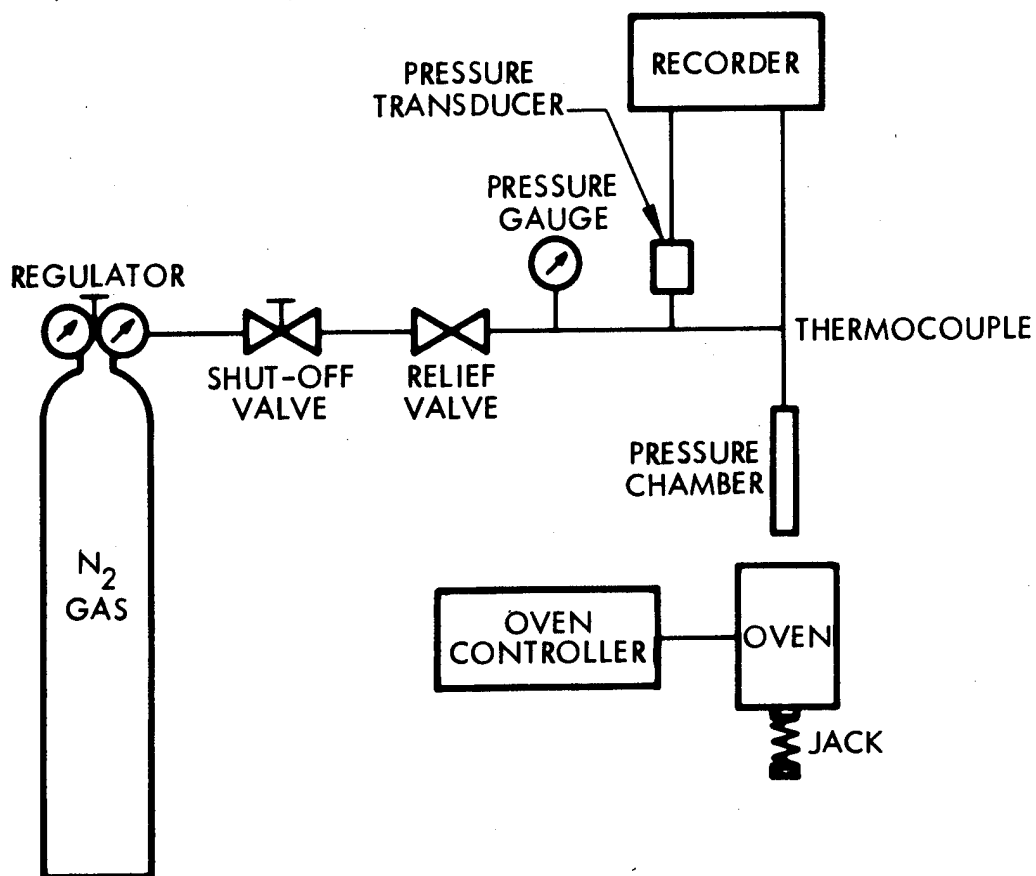 RECORDER
PRESSURE
TRANSDUCER
PRESSURE
GAUGE
REGULATOR
THERMOCOUPLE
SHUT-OFF
VALVE
RELIEF
VALVE
PRESSURE
CHAMBER
N₂
GAS
OVEN
CONTROLLER
OVEN
JACK